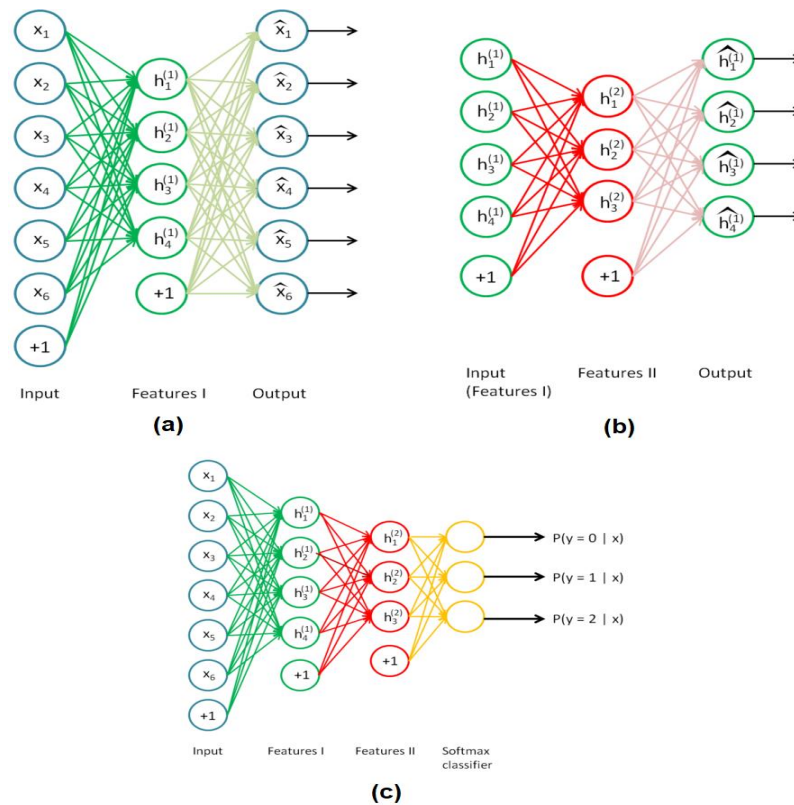 x₁
x₂
x₃
x₄
x₅
x₆
+1
h₁⁽¹⁾
h₂⁽¹⁾
h₃⁽¹⁾
h₄⁽¹⁾
+1
x̂₁
x̂₂
x̂₃
x̂₄
x̂₅
x̂₆
Input Features I Output
(a)
h₁⁽¹⁾
h₂⁽¹⁾
h₃⁽¹⁾
h₄⁽¹⁾
+1
h₁⁽²⁾
h₂⁽²⁾
h₃⁽²⁾
+1
ĥ₁⁽¹⁾
ĥ₂⁽¹⁾
ĥ₃⁽¹⁾
ĥ₄⁽¹⁾
Input Features II Output
(Features I)
(b)
x₁
x₂
x₃
x₄
x₅
x₆
+1
h₁⁽¹⁾
h₂⁽¹⁾
h₃⁽¹⁾
h₄⁽¹⁾
+1
h₁⁽²⁾
h₂⁽²⁾
h₃⁽²⁾
+1
P(y = 0 | x)
P(y = 1 | x)
P(y = 2 | x)
Input Features I Features II Softmax
classifier
(c)